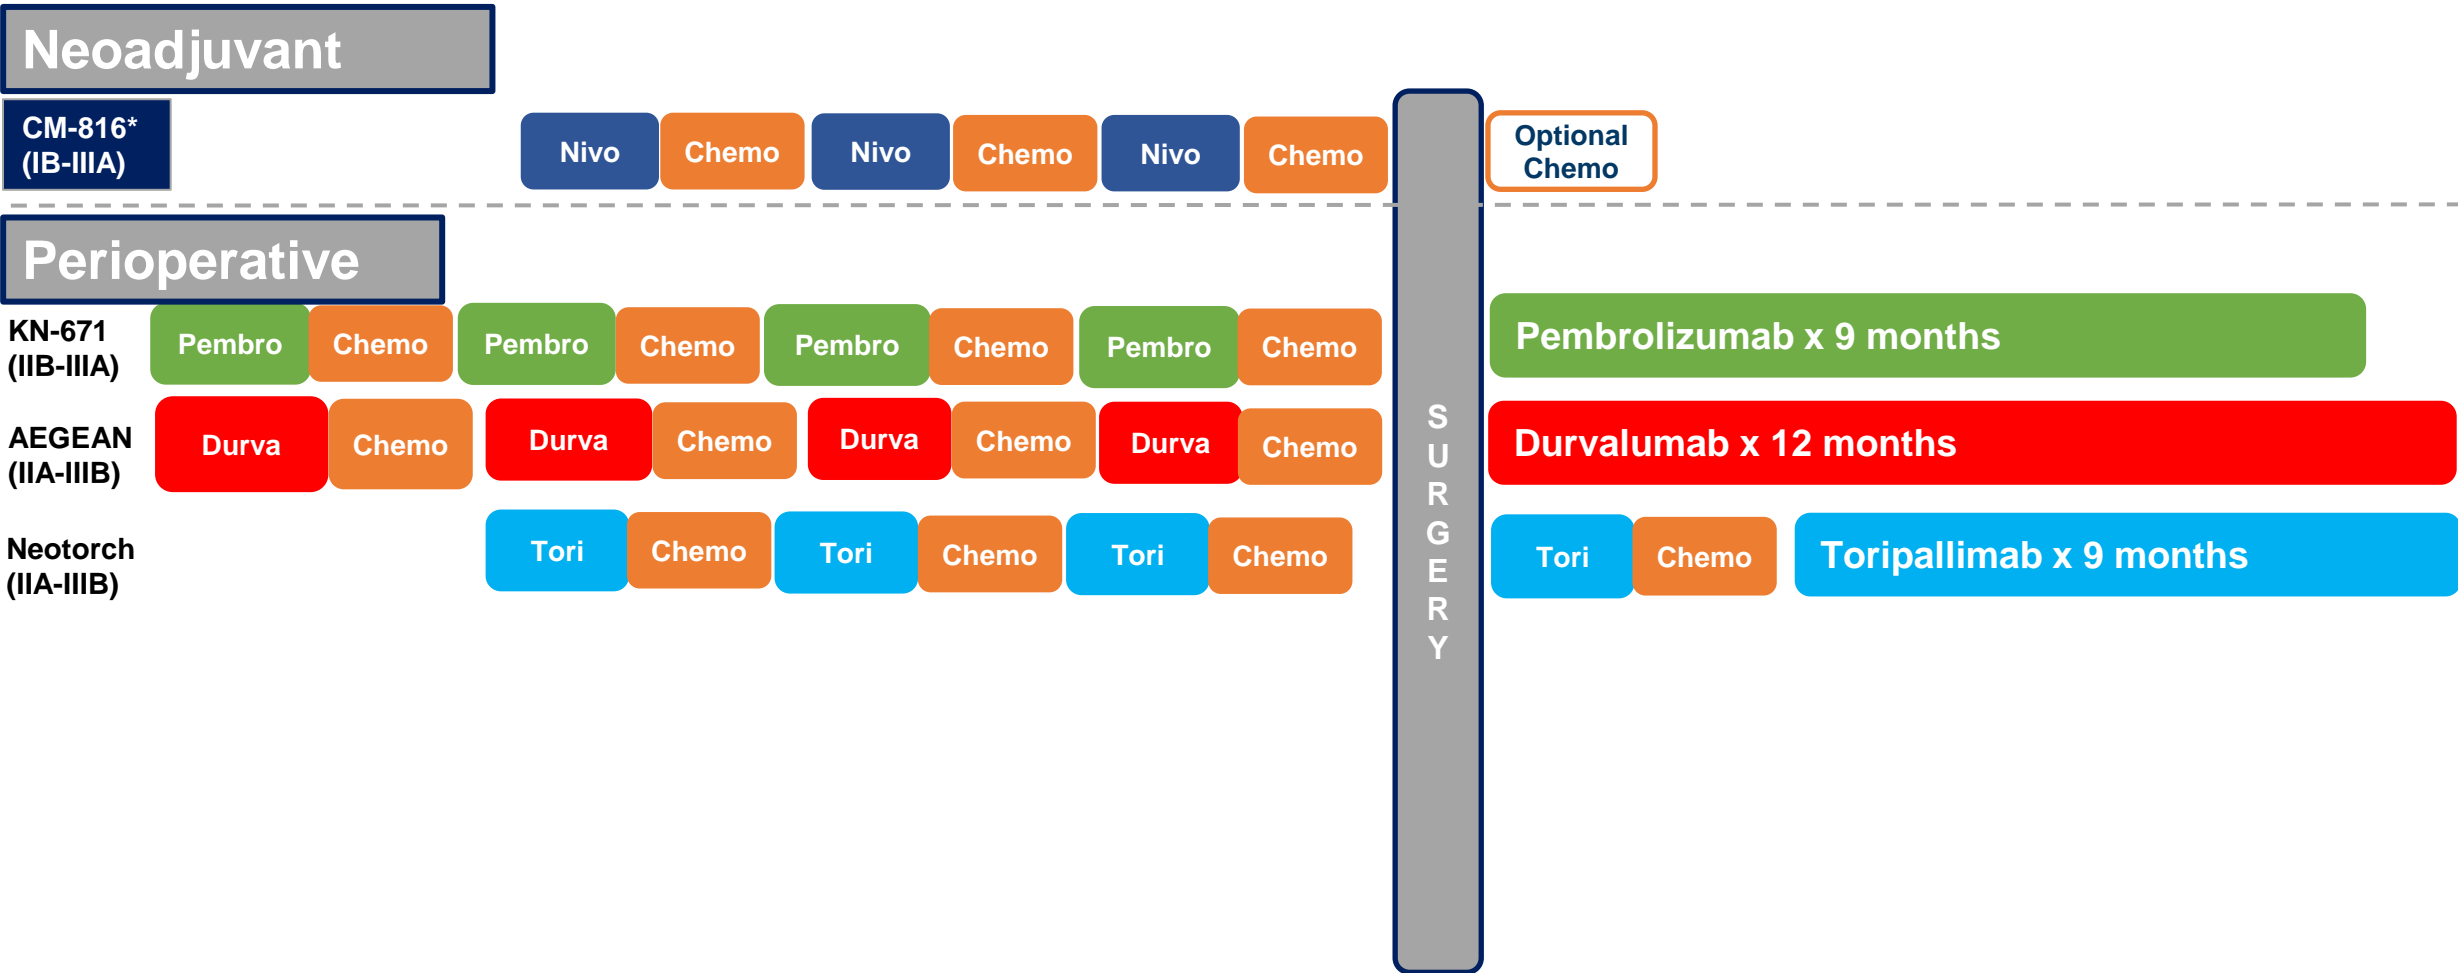 Neoadjuvant
CM-816*
(IB-IIIA)
Nivo Chemo Nivo Chemo Nivo Chemo
Optional
Chemo
Perioperative
KN-671
(IIB-IIIA)
Pembro Chemo Pembro Chemo Pembro Chemo Pembro Chemo
Pembrolizumab x 9 months
AEGEAN
(IIA-IIIB)
Durva Chemo Durva Chemo Durva Chemo Durva Chemo
Durvalumab x 12 months
Neotorch
(IIA-IIIB)
Tori Chemo Tori Chemo Tori Chemo
Tori Chemo Toripallimab x 9 months
S
U
R
G
E
R
Y